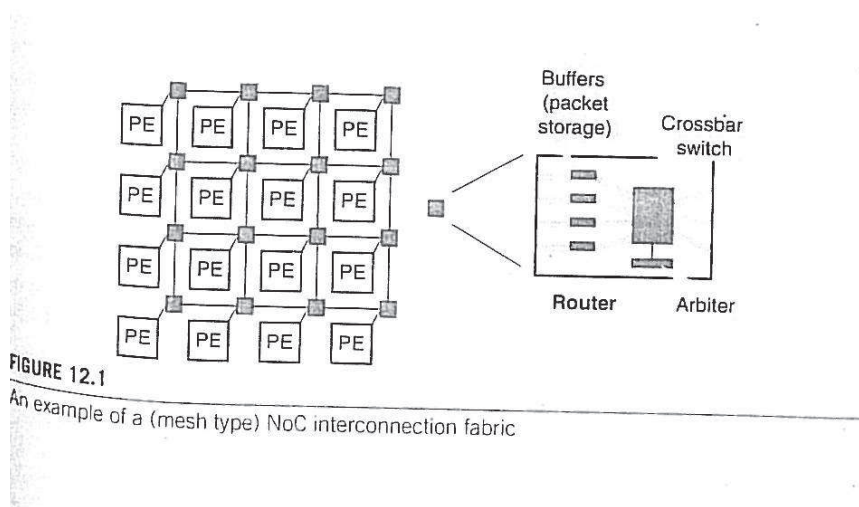 Buffers
(packet
storage)
Crossbar
switch
PE PE PE PE
PE PE PE PE
PE PE PE PE
PE PE PE PE
Router
Arbiter
FIGURE 12.1
An example of a (mesh type) NoC interconnection fabric